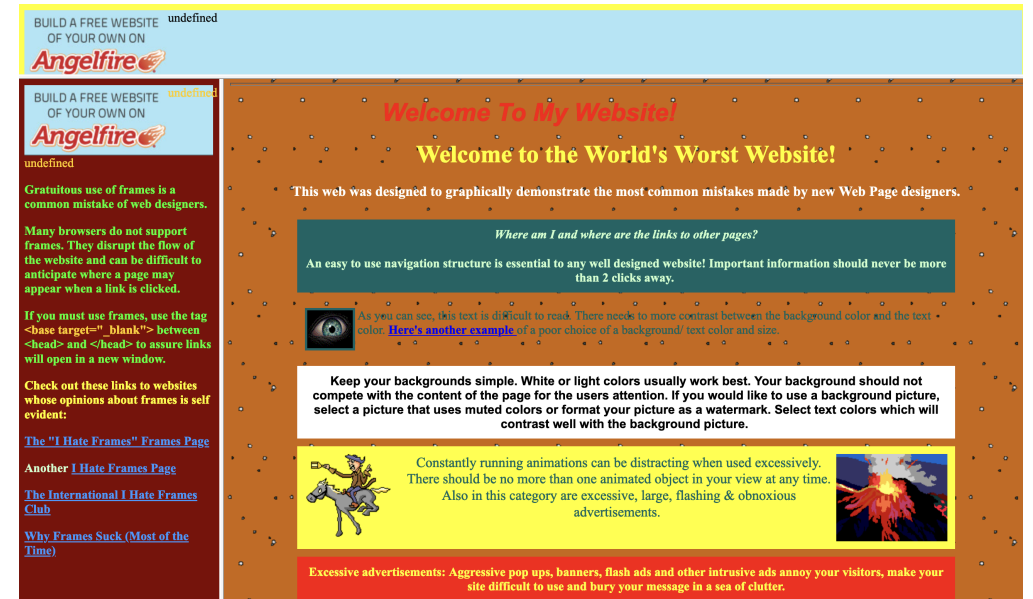 BUILD A FREE WEBSITE
OF YOUR OWN ON
Angelfire
undefined
BUILD A FREE WEBSITE
OF YOUR OWN ON
Angelfire
undefined
undefined
Gratuitous use of frames is a
common mistake of web designers.
Many browsers do not support
frames. They disrupt the flow of
the website and can be difficult to
anticipate where a page may
appear when a link is clicked.
If you must use frames, use the tag
<base target="_blank"> between
<head> and </head> to assure links
will open in a new window.
Check out these links to websites
whose opinions about frames is self
evident:
The "I Hate Frames" Frames Page
Another I Hate Frames Page
The International I Hate Frames
Club
Why Frames Suck (Most of the
Time)
Welcome To My Website!
Welcome to the World's Worst Website!
This web was designed to graphically demonstrate the most common mistakes made by new Web Page designers.
Where am I and where are the links to other pages?
An easy to use navigation structure is essential to any well designed website! Important information should never be more
than 2 clicks away.
As you can see, this text is difficult to read. There needs to more contrast between the background color and the text
color. Here's another example of a poor choice of a background/ text color and size.
Keep your backgrounds simple. White or light colors usually work best. Your background should not
compete with the content of the page for the users attention. If you would like to use a background picture,
select a picture that uses muted colors or format your picture as a watermark. Select text colors which will
contrast well with the background picture.
Constantly running animations can be distracting when used excessively.
There should be no more than one animated object in your view at any time.
Also in this category are excessive, large, flashing & obnoxious
advertisements.
Excessive advertisements: Aggressive pop ups, banners, flash ads and other intrusive ads annoy your visitors, make your
site difficult to use and bury your message in a sea of clutter.